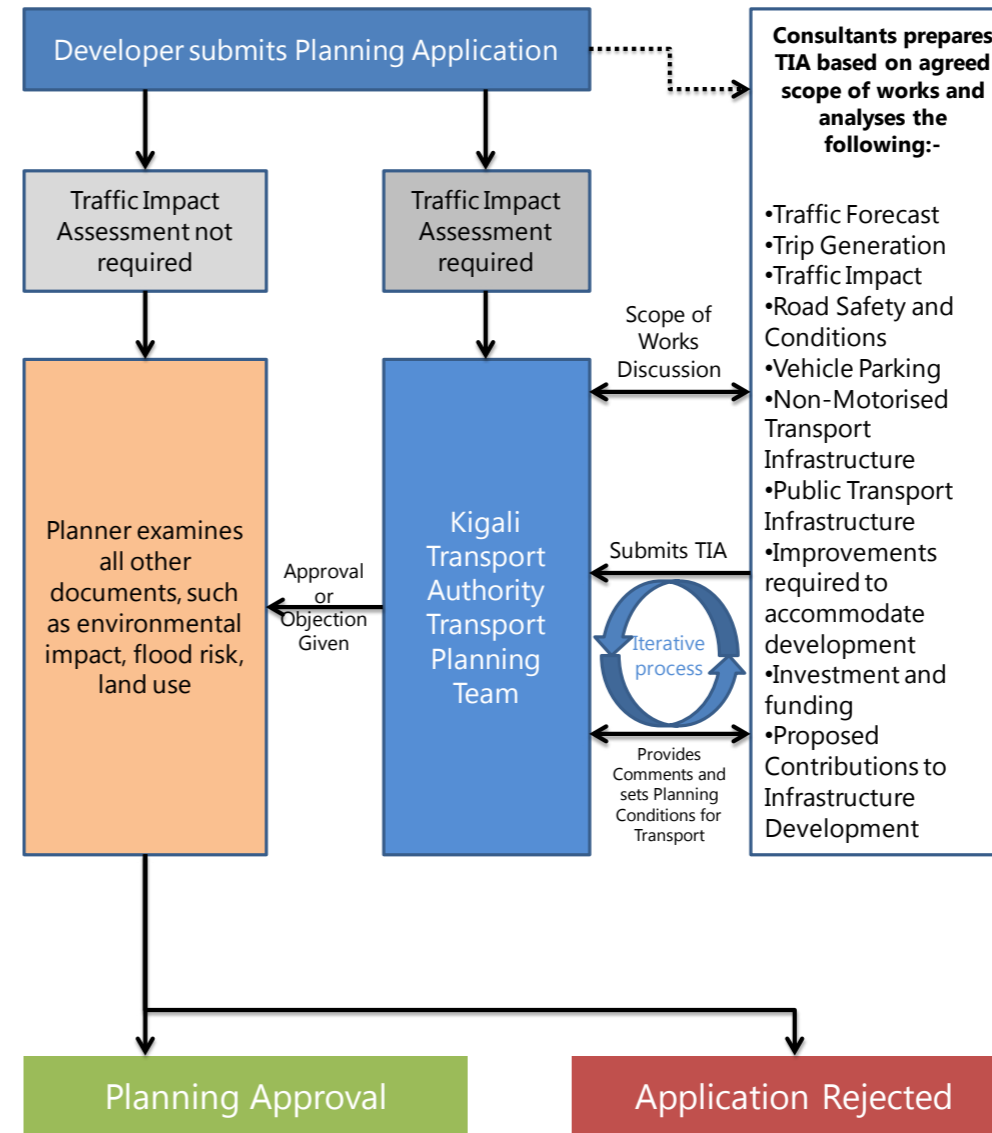 Developer submits Planning Application
Traffic Impact
Assessment not
required
Traffic Impact
Assessment
required
Planner examines
all other
documents, such
as environmental
impact, flood risk,
land use
Approval
or
Objection
Given
Kigali
Transport
Authority
Transport
Planning
Team
Scope of
Works
Discussion
Submits TIA
Iterative
process
Provides
Comments and
sets Planning
Conditions for
Transport
Consultants prepares
TIA based on agreed
scope of works and
analyses the
following:-
•Traffic Forecast
•Trip Generation
•Traffic Impact
•Road Safety and
Conditions
•Vehicle Parking
•Non-Motorised
Transport
Infrastructure
•Public Transport
Infrastructure
•Improvements
required to
accommodate
development
•Investment and
funding
•Proposed
Contributions to
Infrastructure
Development
Planning Approval
Application Rejected